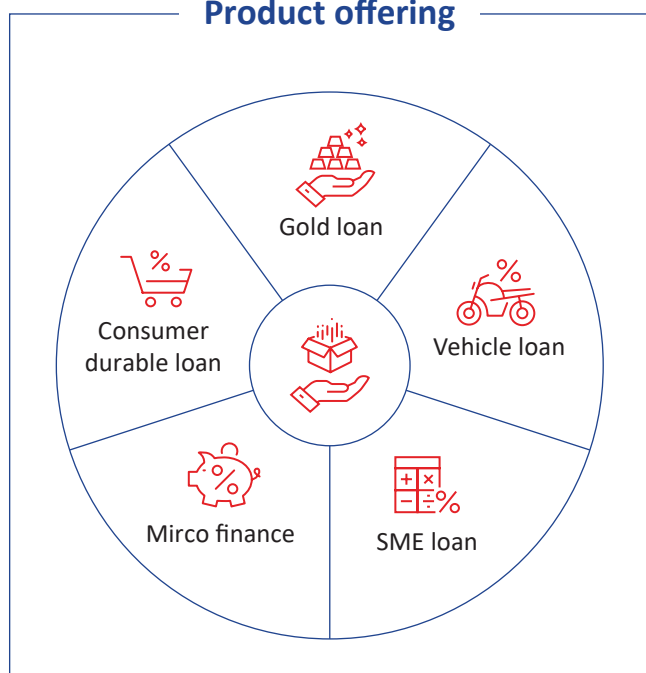 Product offering
Gold loan
Vehicle loan
SME loan
Mirco finance
Consumer
durable loan